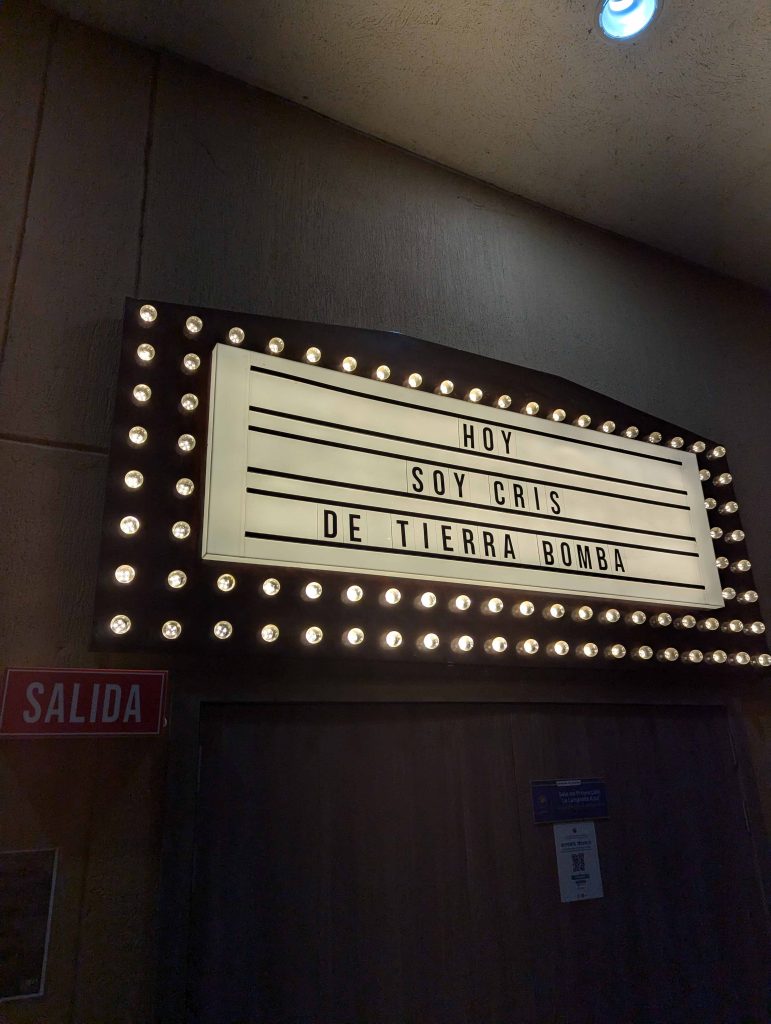 HOY
SOY CRIS
DE TIERRA BOMBA
SALIDA